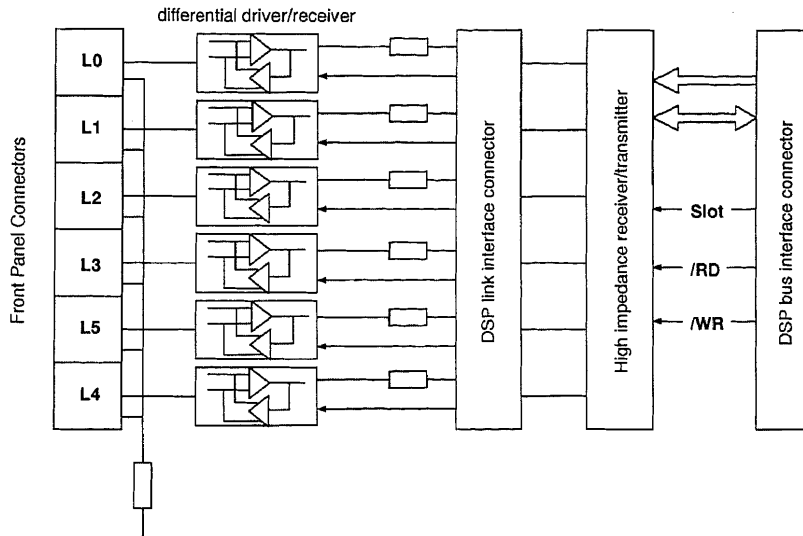 differential driver/receiver
Front Panel Connectors
L0
L1
L2
L3
L5
L4
DSP link interface connector
High impedance receiver/transmitter
Slot
/RD
/WR
DSP bus interface connector